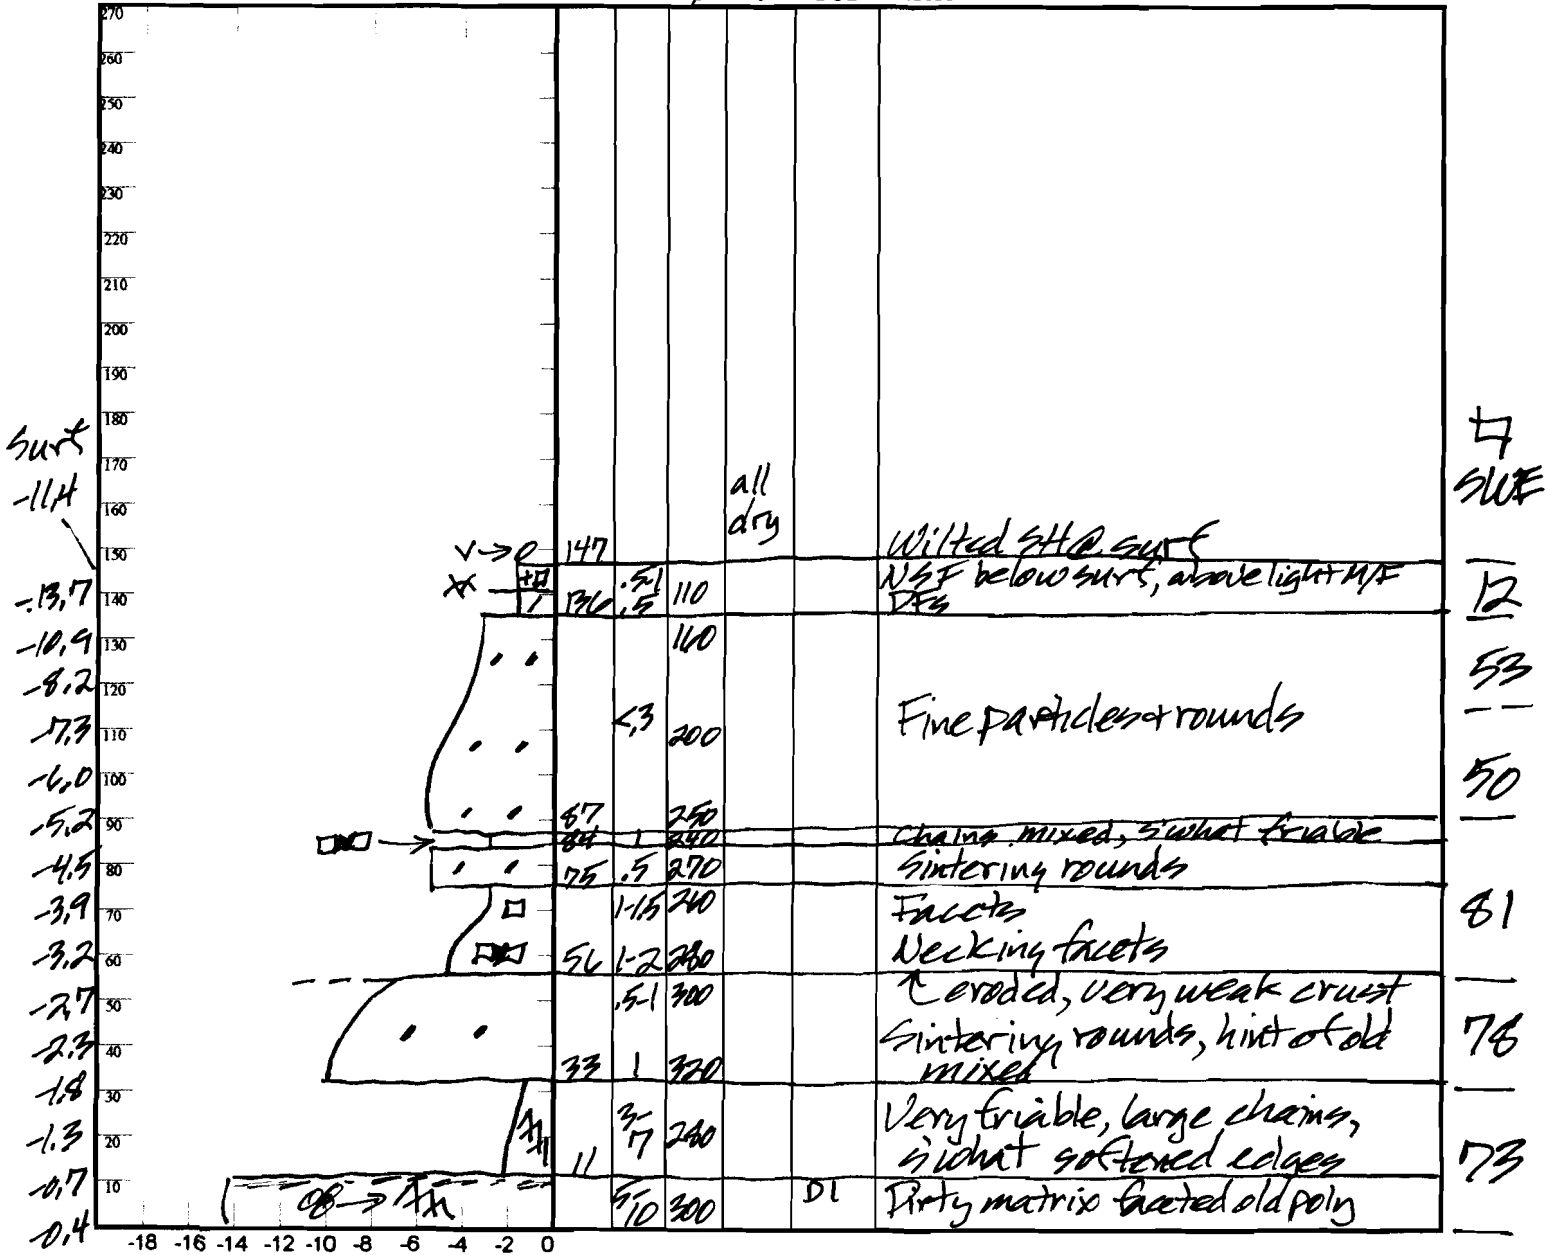 270
260
250
240
230
220
210
200
190
180
Surf
170
-11.4
160
all
dry
SWE
150
V → 0 147 Wilted SH @ surf
-13.7 140 + / 136 .5-1 .5 110 NSF below surf, above light M/F
DFs
12
-10.9 130 160
-8.2 120
53
-7.3 110 <.3 200 Fine particles + rounds
-6.0 100
50
-5.2 90 87 250
84 1 240 Chains mixed, s'what friable
-4.5 80 75 .5 270 Sintering rounds
-3.9 70 1-1.5 260 Facets
81
-3.2 60 56 1-2 280 Necking facets
-2.7 50 .5-1 300 ↑ eroded, very weak crust
-2.3 40 Sintering rounds, hint of old
78
33 1 320 mixed
-1.8 30
Very friable, large chains,
-1.3 20 11 3-7 280 s'what softened edges
73
-0.7 10 5-10 300 D1 Dirty matrix faceted old poly
-0.4
-18 -16 -14 -12 -10 -8 -6 -4 -2 0